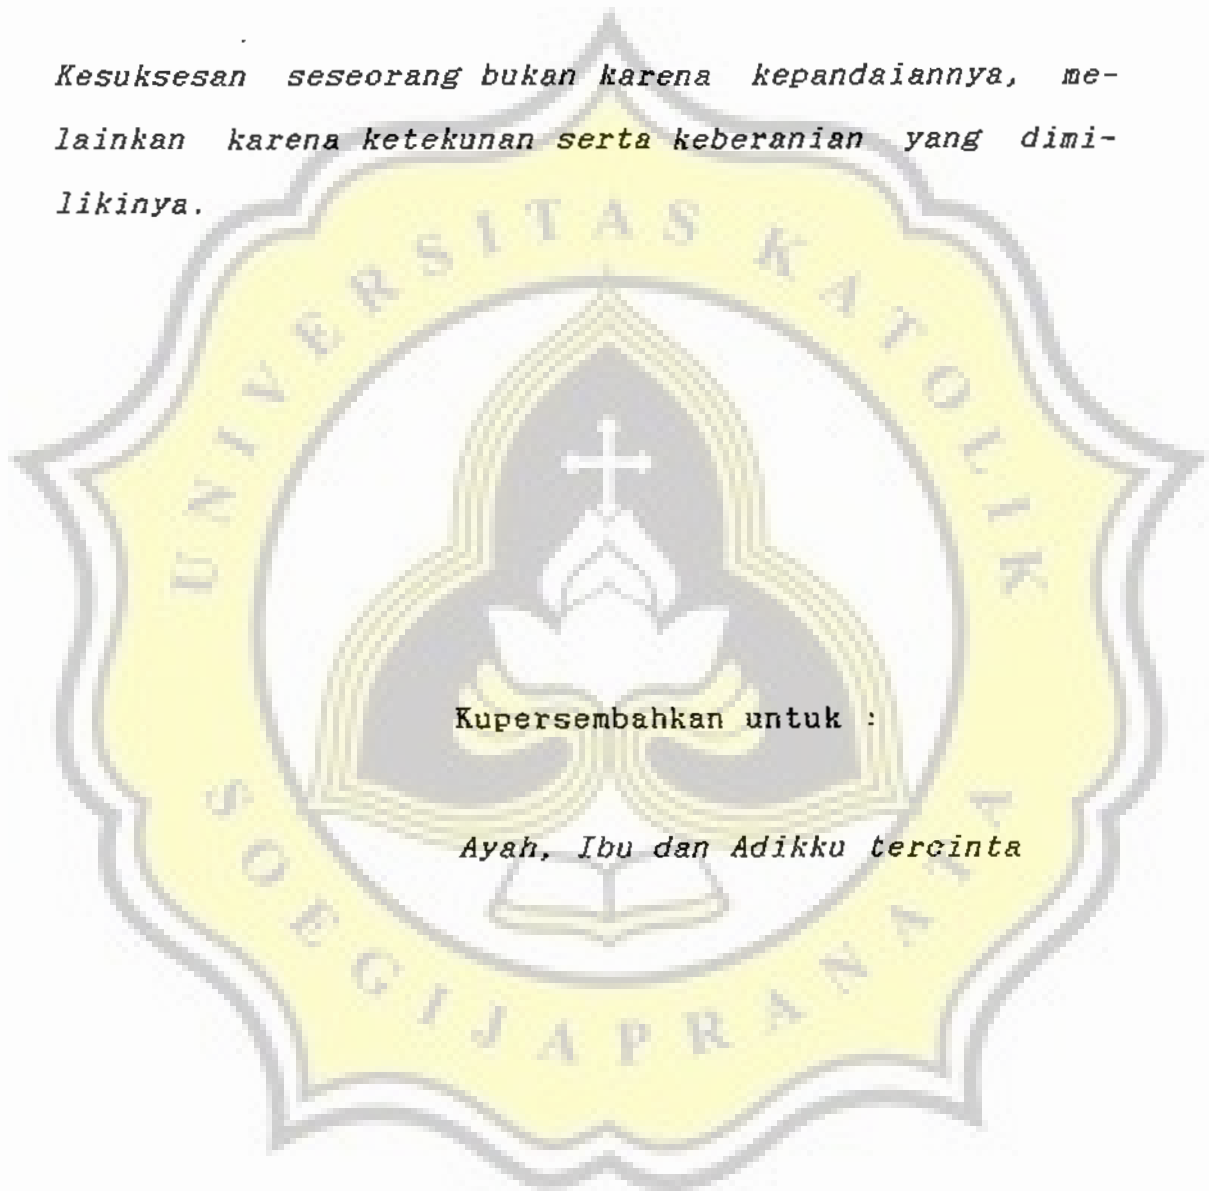 Kesuksesan seseorang bukan karena kepandaiannya, me-
lainkan karena ketekunan serta keberanian yang dimi-
likinya.
UNIVERSITAS KATOLIK
Kupersembahkan untuk :
Ayah, Ibu dan Adikku tercinta
SOEGIJAPRANATA